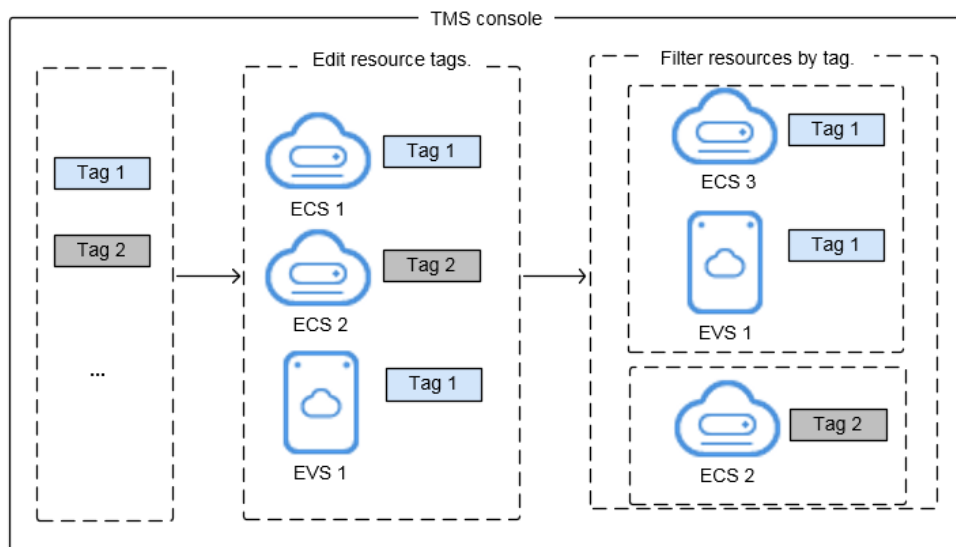 TMS console
Tag 1
Tag 2
...
Edit resource tags.
Tag 1
ECS 1
Tag 2
ECS 2
Tag 1
EVS 1
Filter resources by tag.
Tag 1
ECS 3
Tag 1
EVS 1
Tag 2
ECS 2